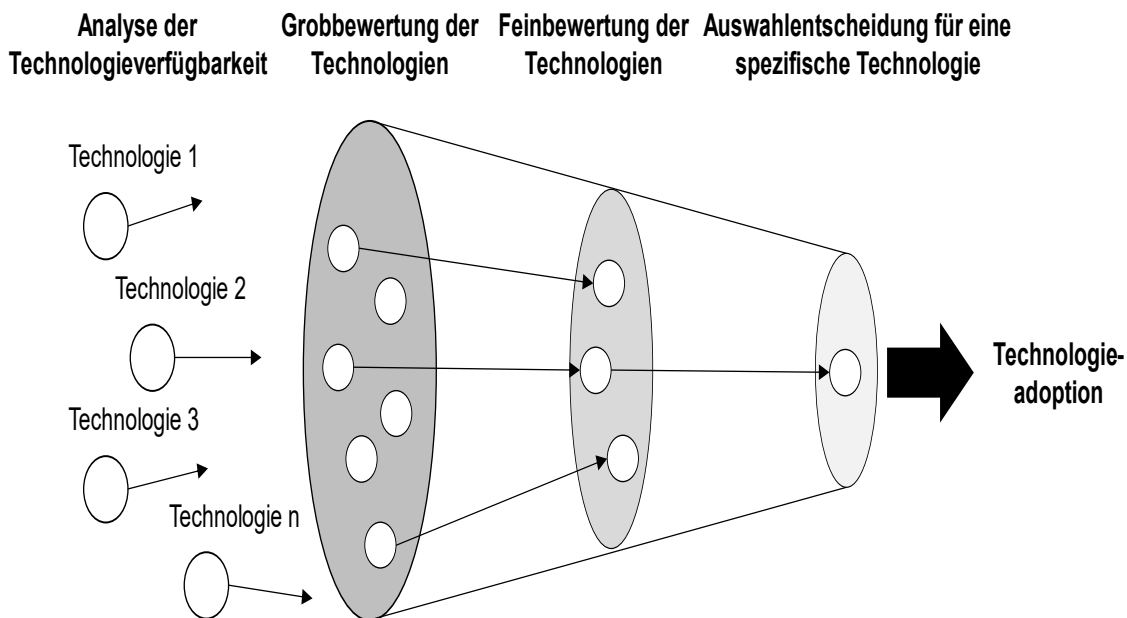 Analyse der
Technologieverfügbarkeit
Grobbewertung der
Technologien
Feinbewertung der
Technologien
Auswahlentscheidung für eine
spezifische Technologie
Technologie 1
Technologie 2
Technologie 3
Technologie n
Technologie-
adoption